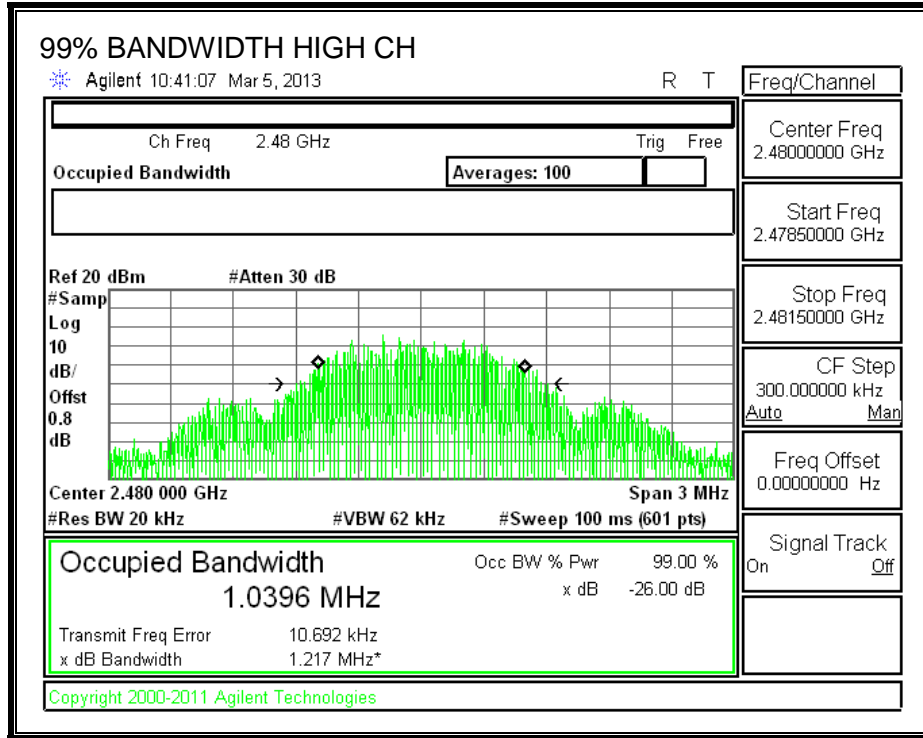 99% BANDWIDTH HIGH CH
Agilent 10:41:07 Mar 5, 2013 R T
Freq/Channel
Ch Freq 2.48 GHz Trig Free
Occupied Bandwidth Averages: 100
Center Freq
2.48000000 GHz
Start Freq
2.47850000 GHz
Stop Freq
2.48150000 GHz
CF Step
300.000000 kHz
Auto Man
Freq Offset
0.00000000 Hz
Signal Track
On Off
Ref 20 dBm #Atten 30 dB
#Samp
Log
10
dB/
Offst
0.8
dB
Center 2.480 000 GHz Span 3 MHz
#Res BW 20 kHz #VBW 62 kHz #Sweep 100 ms (601 pts)
Occupied Bandwidth Occ BW % Pwr 99.00 %
1.0396 MHz x dB -26.00 dB
Transmit Freq Error 10.692 kHz
x dB Bandwidth 1.217 MHz*
Copyright 2000-2011 Agilent Technologies